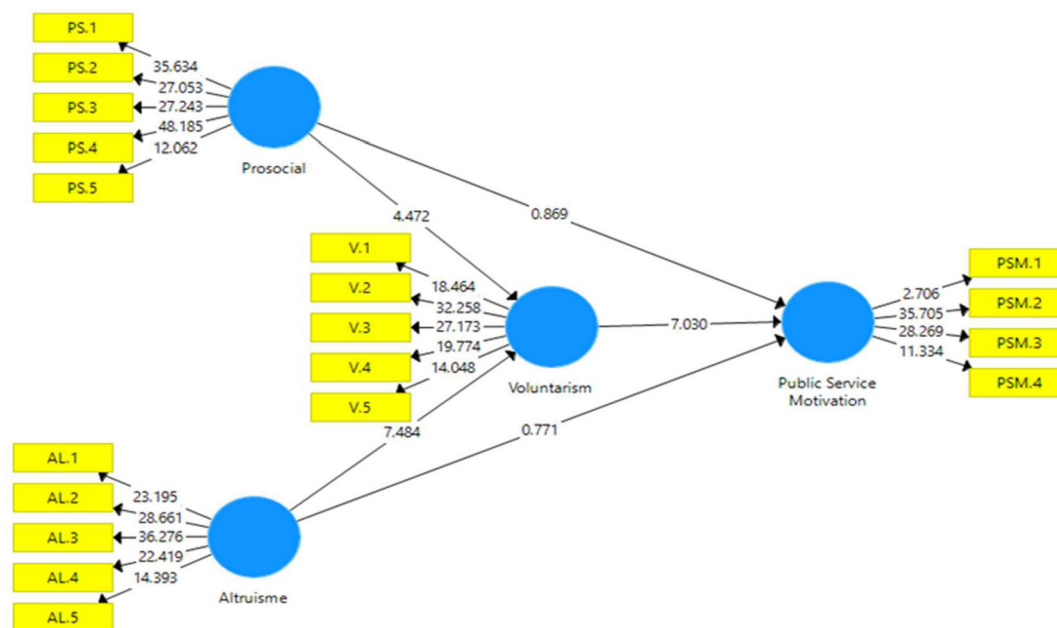 PS.1
PS.2
PS.3
PS.4
PS.5
35.634
27.053
27.243
48.185
12.062
Prosocial
4.472
0.869
V.1
V.2
V.3
V.4
V.5
18.464
32.258
27.173
19.774
14.048
Voluntarism
7.030
7.484
0.771
PSM.1
PSM.2
PSM.3
PSM.4
2.706
35.705
28.269
11.334
Public Service
Motivation
AL.1
AL.2
AL.3
AL.4
AL.5
23.195
28.661
36.276
22.419
14.393
Altruisme